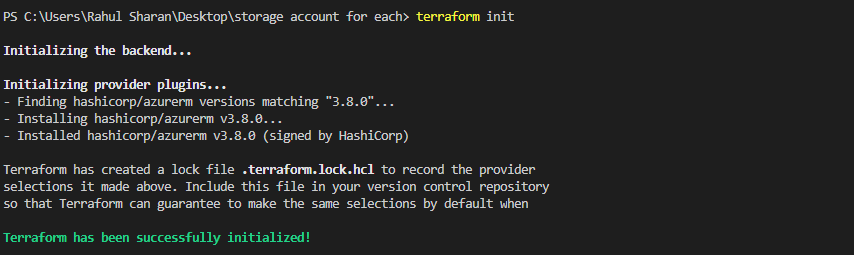 PS C:\Users\Rahul Sharan\Desktop\storage account for each> terraform init
Initializing the backend...
Initializing provider plugins...
- Finding hashicorp/azurerm versions matching "3.8.0"...
- Installing hashicorp/azurerm v3.8.0...
- Installed hashicorp/azurerm v3.8.0 (signed by HashiCorp)
Terraform has created a lock file .terraform.lock.hcl to record the provider
selections it made above. Include this file in your version control repository
so that Terraform can guarantee to make the same selections by default when
Terraform has been successfully initialized!